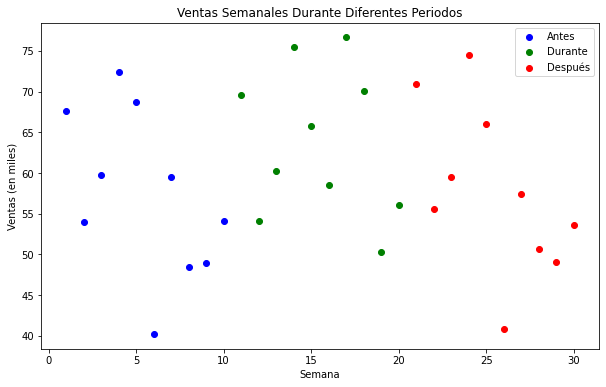 Ventas Semanales Durante Diferentes Periodos
Antes
Durante
Después
Ventas (en miles)
75
70
65
60
55
50
45
40
0
5
10
15
20
25
30
Semana